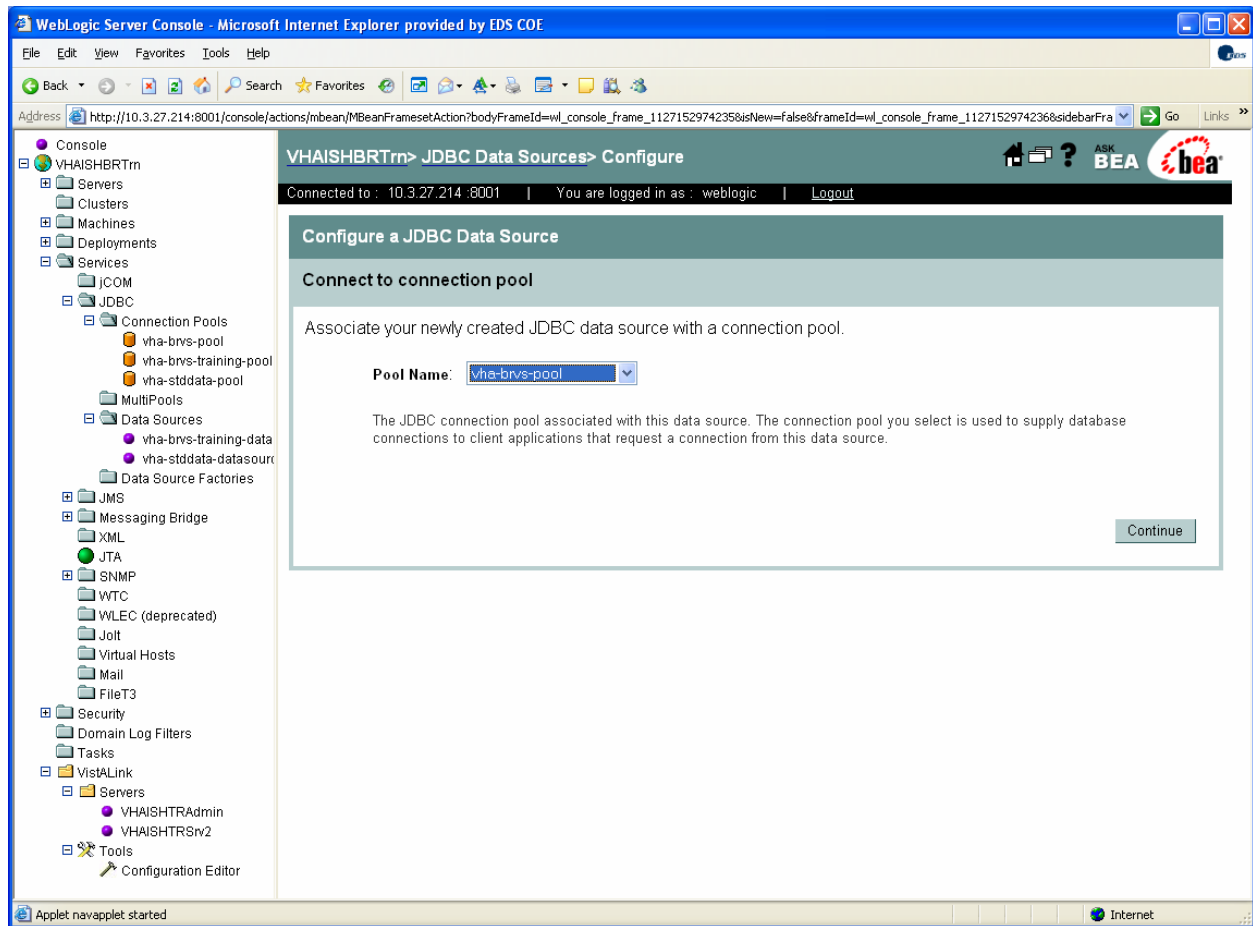 WebLogic Server Console - Microsoft Internet Explorer provided by EDS COE
File Edit View Favorites Tools Help
EDS
Back Search Favorites
Address http://10.3.27.214:8001/console/actions/mbean/MBeanFramesetAction?bodyFrameId=wl_console_frame_1127152974235&isNew=false&frameId=wl_console_frame_1127152974236&sidebarFra Go Links »
Console
VHAISHBRTrn
Servers
Clusters
Machines
Deployments
Services
jCOM
JDBC
Connection Pools
vha-brvs-pool
vha-brvs-training-pool
vha-stddata-pool
MultiPools
Data Sources
vha-brvs-training-data
vha-stddata-datasourc
Data Source Factories
JMS
Messaging Bridge
XML
JTA
SNMP
WTC
WLEC (deprecated)
Jolt
Virtual Hosts
Mail
FileT3
Security
Domain Log Filters
Tasks
VistALink
Servers
VHAISHTRAdmin
VHAISHTRSrv2
Tools
Configuration Editor
VHAISHBRTrn> JDBC Data Sources> Configure
? ASK BEA bea
Connected to : 10.3.27.214 :8001 | You are logged in as : weblogic | Logout
Configure a JDBC Data Source
Connect to connection pool
Associate your newly created JDBC data source with a connection pool.
Pool Name: vha-brvs-pool
The JDBC connection pool associated with this data source. The connection pool you select is used to supply database
connections to client applications that request a connection from this data source.
Continue
Applet navapplet started
Internet